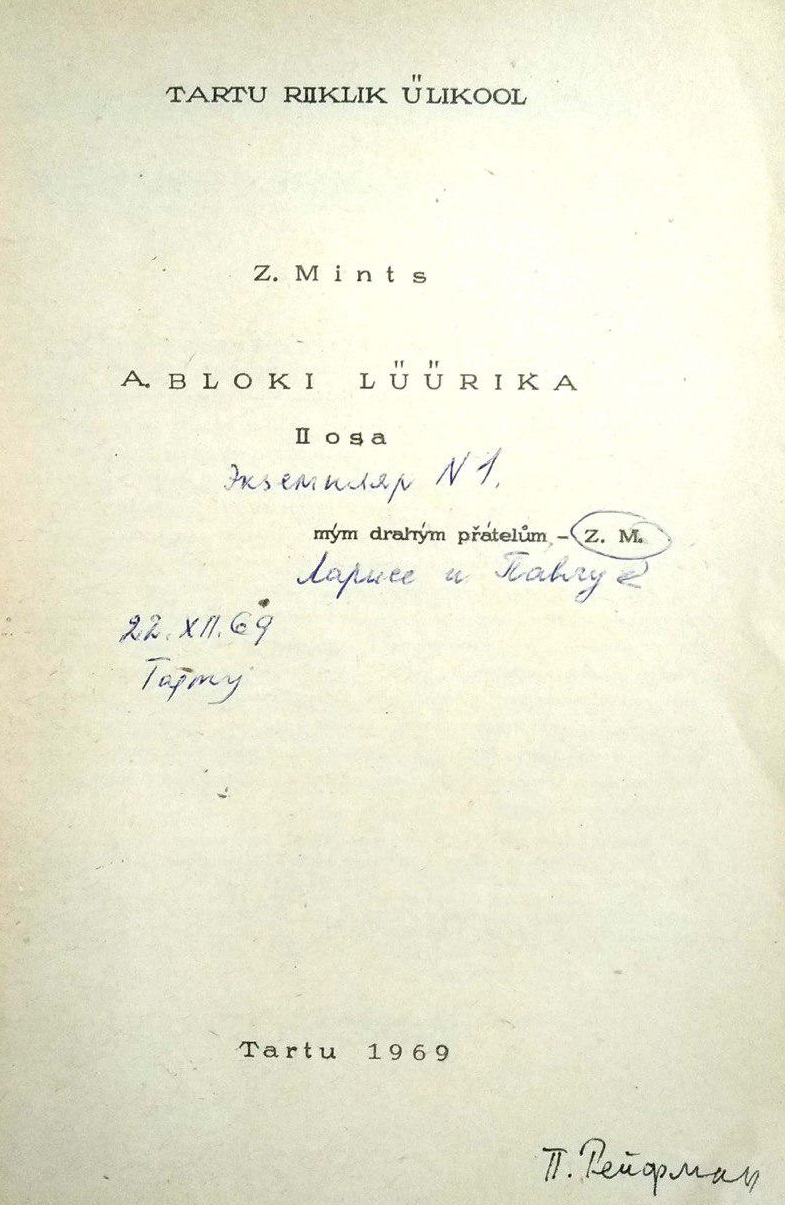 TARTU RIIKLIK ÜLIKOOL
Z. Mints
A. BLOKI LÜÜRIKA
II osa
Экземпляр N 1.
mým drahým přátelům – Z. M.
Ларисе и Павлу
22.XII.69
Тарту
Tartu 1969
П. Рейфман